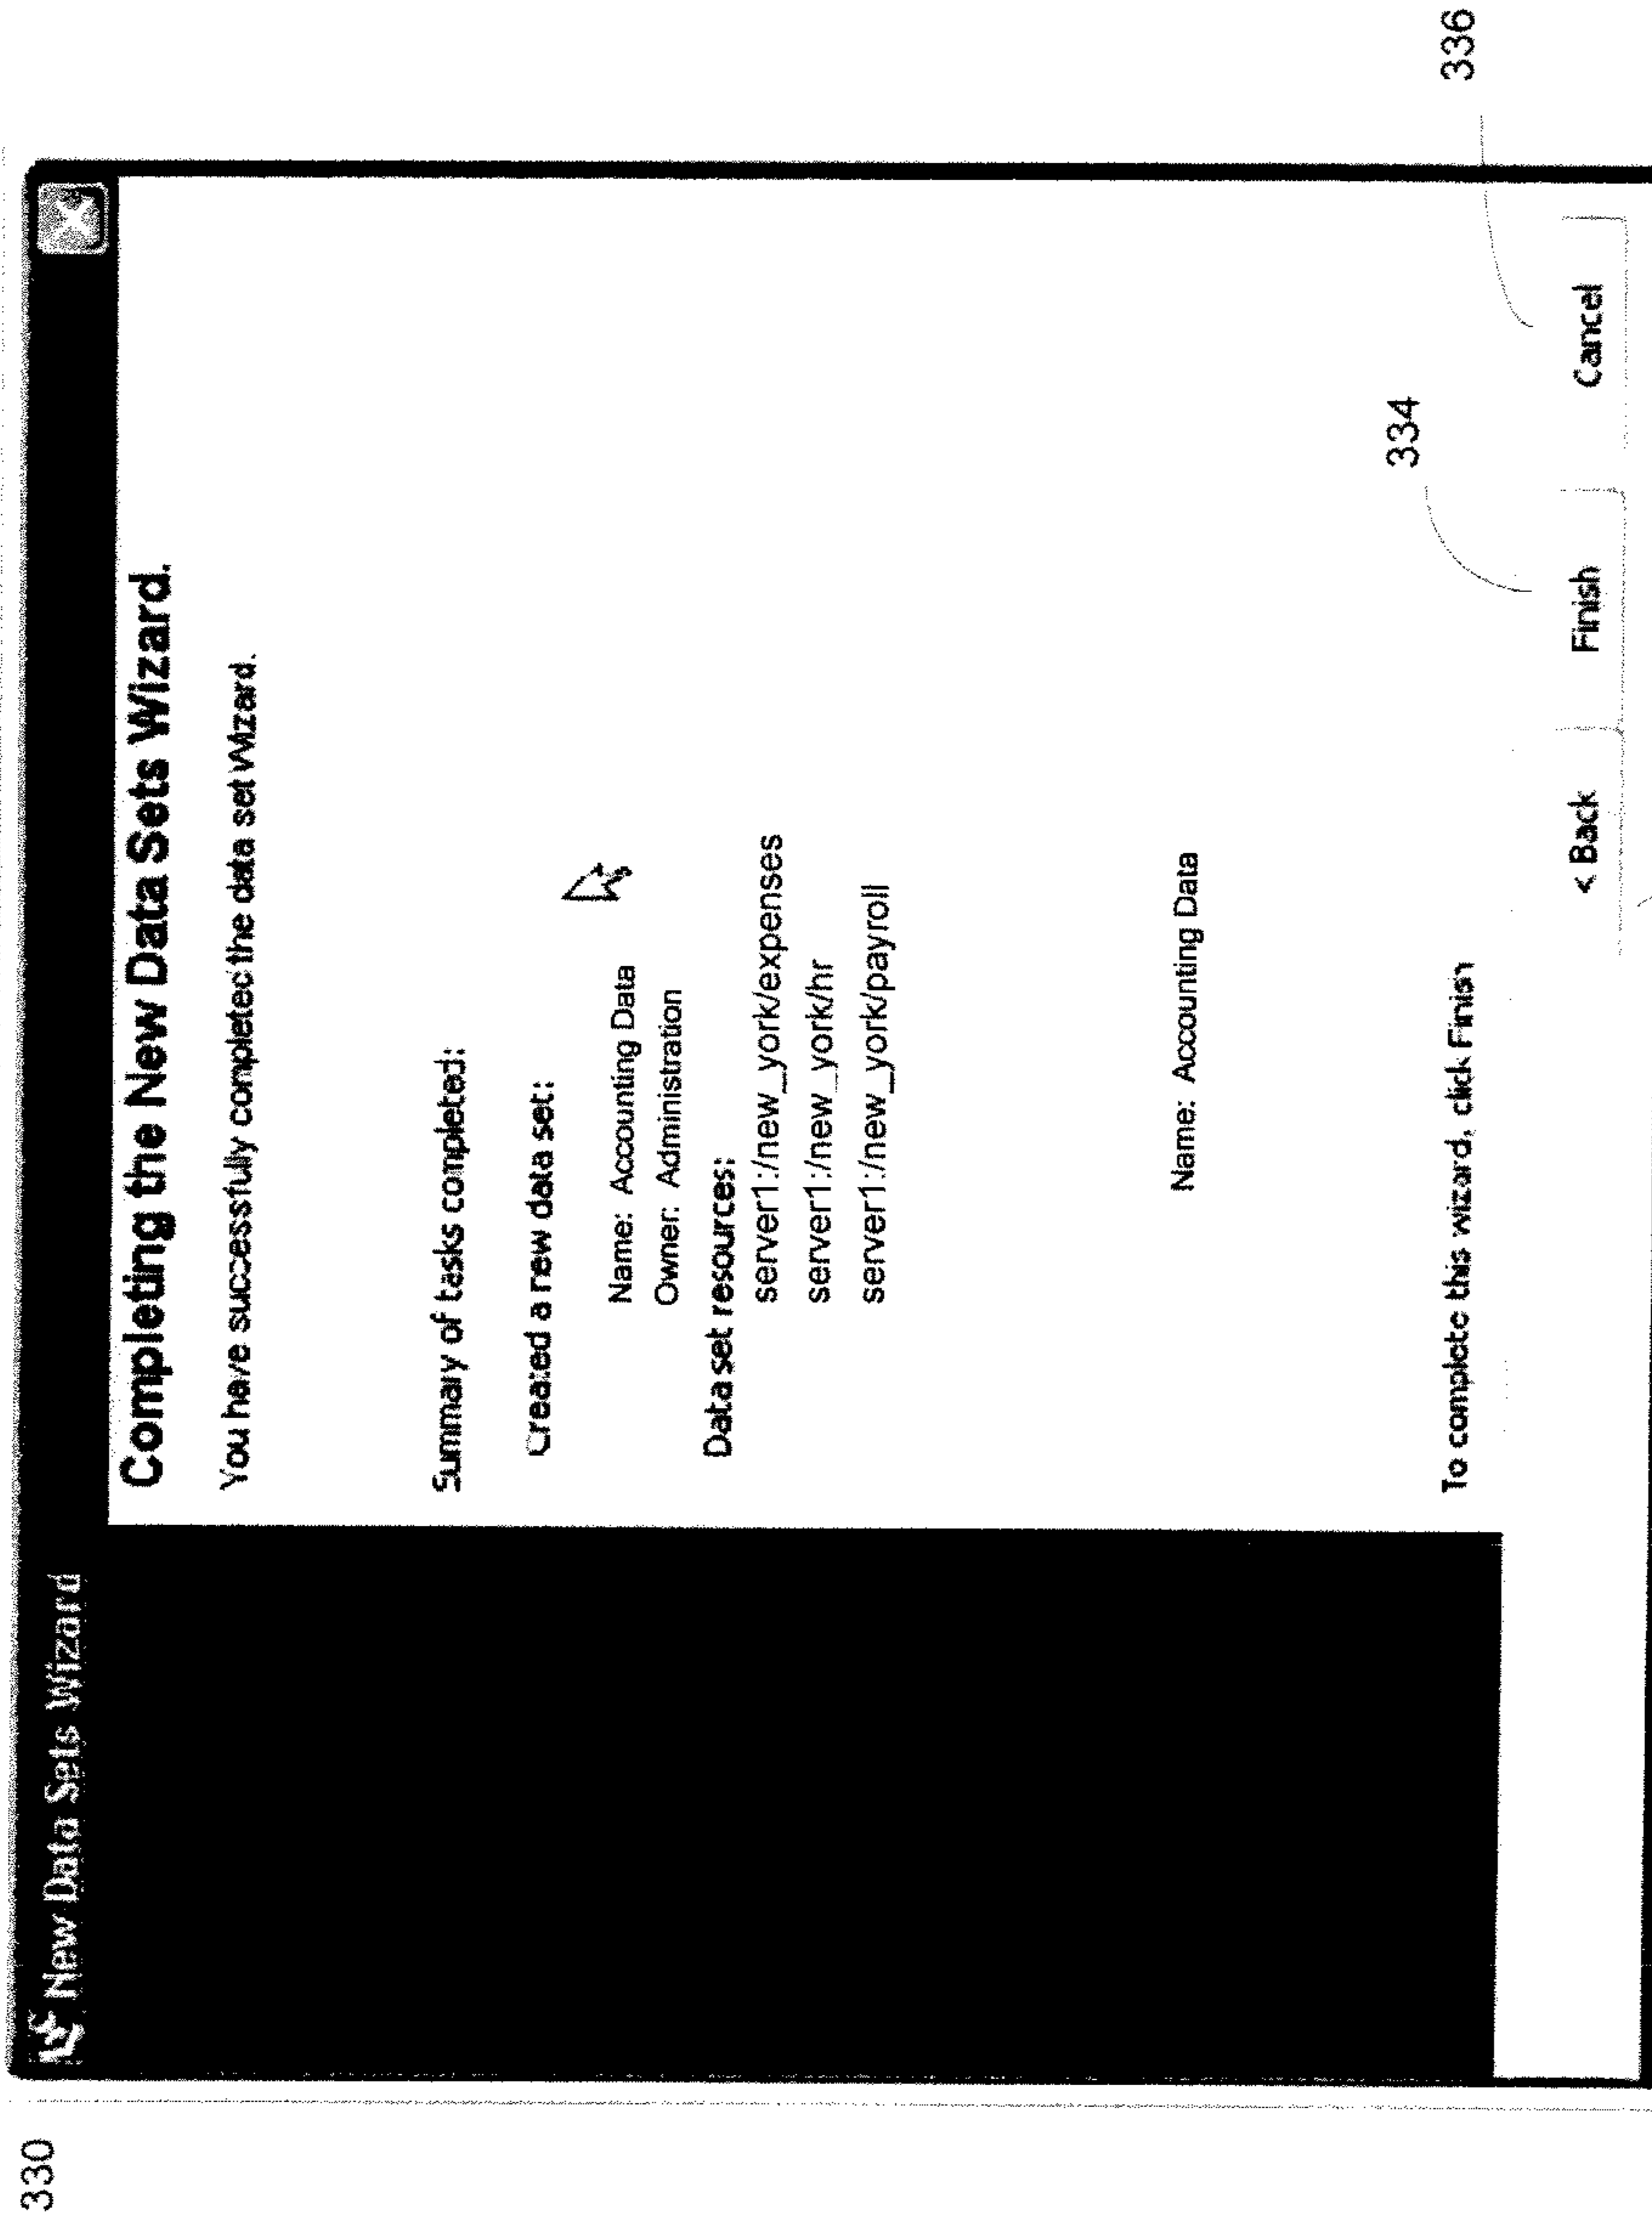 330
New Data Sets Wizard
Completing the New Data Sets Wizard.
You have successfully completed the data set Wizard.
Summary of tasks completed:
Created a new data set:
Name: Accounting Data
Owner: Administration
Data set resources:
server1:/new_york/expenses
server1:/new_york/hr
server1:/new_york/payroll
Name: Accounting Data
334
336
To complete this wizard, click Finish
< Back
Finish
Cancel